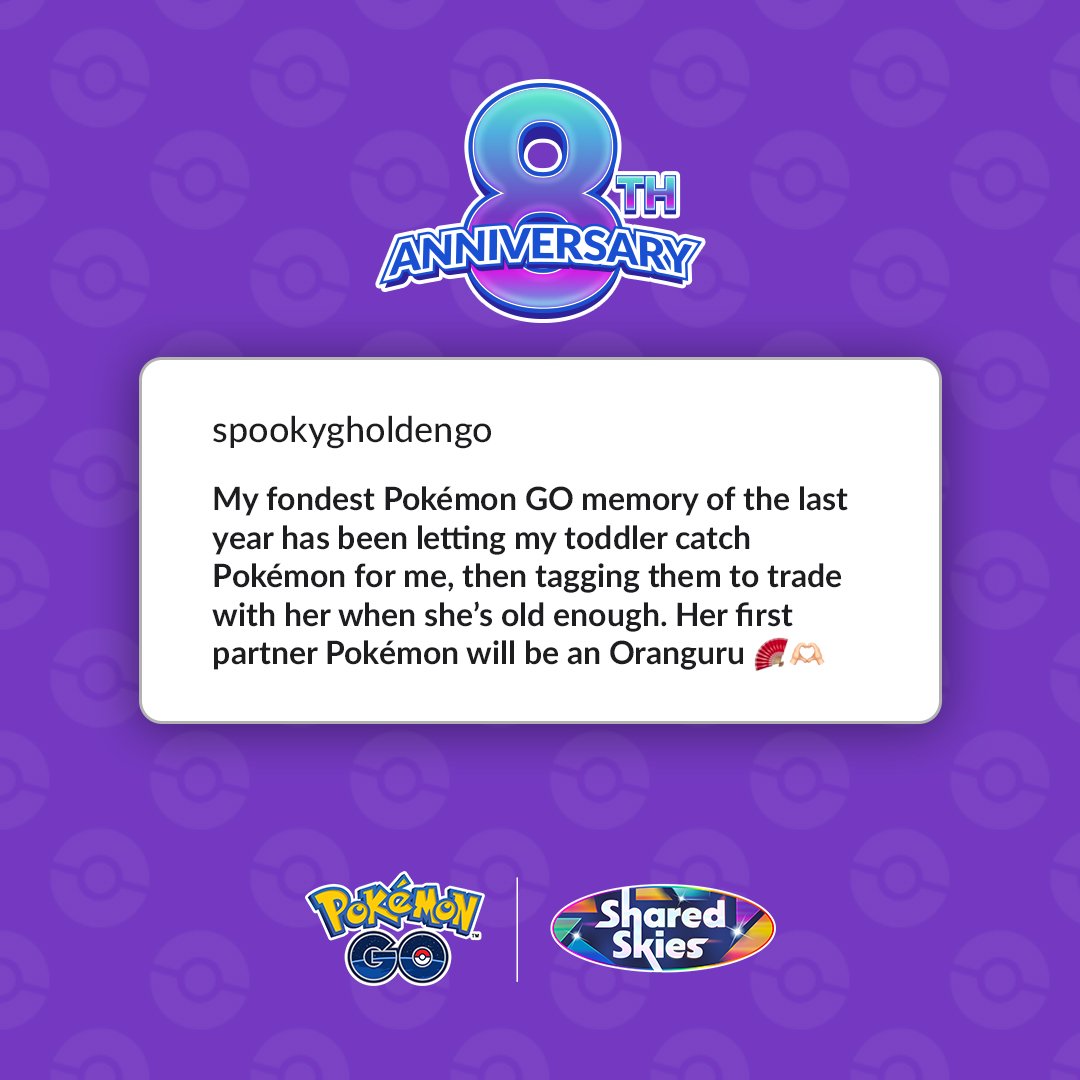 8TH
ANNIVERSARY
spookygholdengo
My fondest Pokémon GO memory of the last
year has been letting my toddler catch
Pokémon for me, then tagging them to trade
with her when she’s old enough. Her first
partner Pokémon will be an Oranguru 🪭🫶🏻
POKéMON
GO
™
Shared
Skies